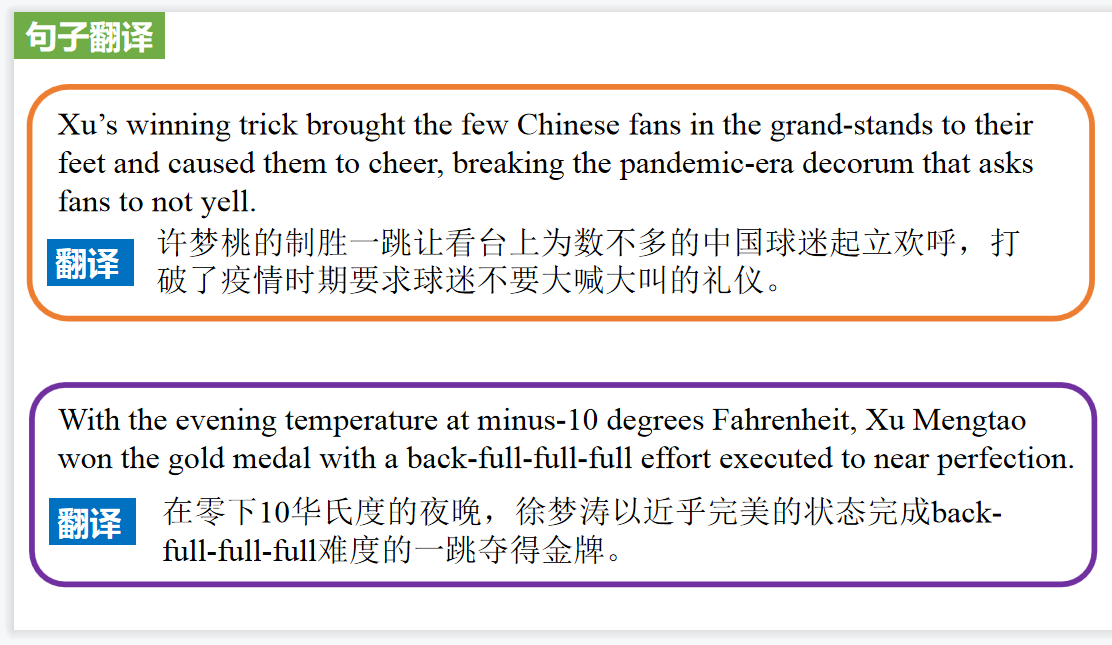 句子翻译
Xu’s winning trick brought the few Chinese fans in the grand-stands to their
feet and caused them to cheer, breaking the pandemic-era decorum that asks
fans to not yell.
翻译
许梦桃的制胜一跳让看台上为数不多的中国球迷起立欢呼，打
破了疫情时期要求球迷不要大喊大叫的礼仪。
With the evening temperature at minus-10 degrees Fahrenheit, Xu Mengtao
won the gold medal with a back-full-full-full effort executed to near perfection.
翻译
在零下10华氏度的夜晚，徐梦涛以近乎完美的状态完成back-
full-full-full难度的一跳夺得金牌。